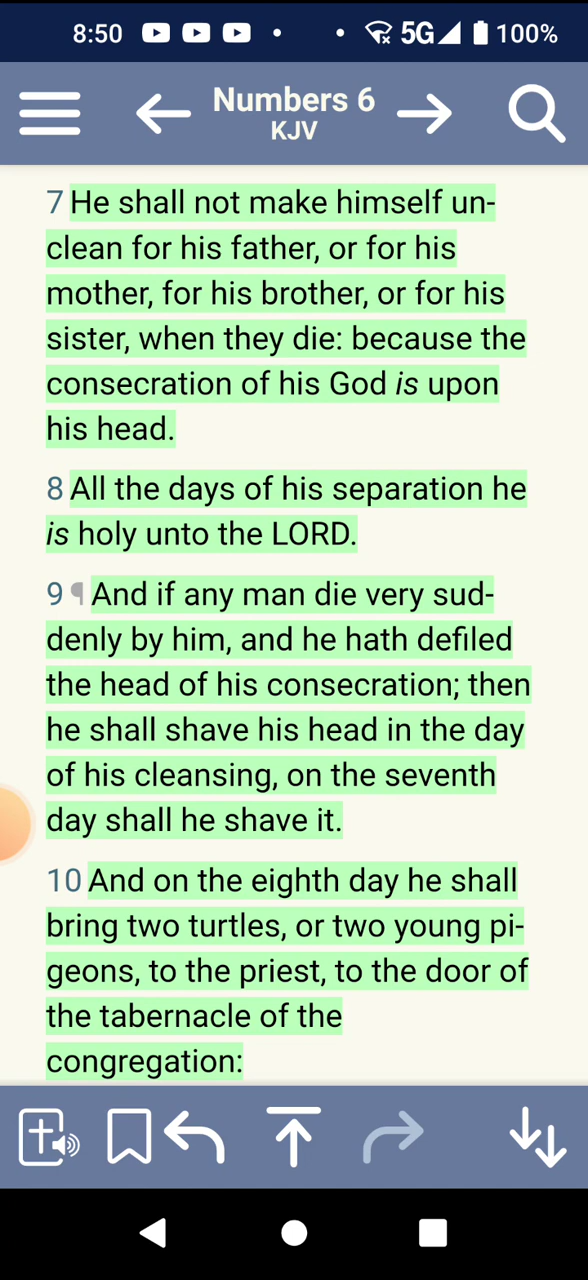 8:50
5G
100%
Numbers 6
KJV
7 He shall not make himself un-
clean for his father, or for his
mother, for his brother, or for his
sister, when they die: because the
consecration of his God is upon
his head.
8 All the days of his separation he
is holy unto the LORD.
9 ¶ And if any man die very sud-
denly by him, and he hath defiled
the head of his consecration; then
he shall shave his head in the day
of his cleansing, on the seventh
day shall he shave it.
10 And on the eighth day he shall
bring two turtles, or two young pi-
geons, to the priest, to the door of
the tabernacle of the
congregation: